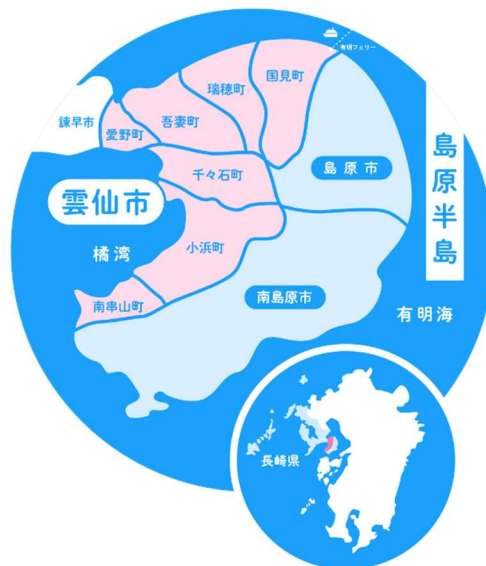 有明フェリー
国見町
瑞穂町
諫早市
吾妻町
愛野町
島原市
千々石町
島原半島
雲仙市
小浜町
橘湾
南島原市
南串山町
有明海
長崎県